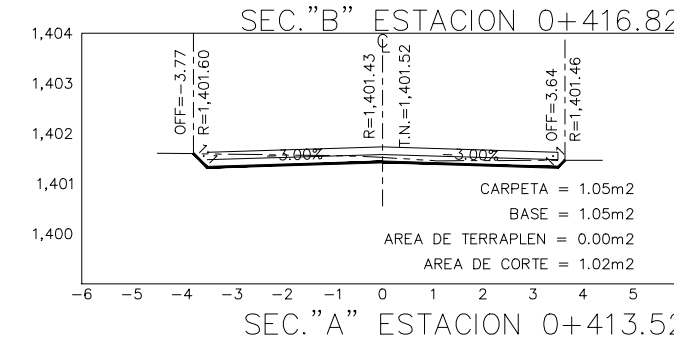 SEC."B" ESTACION 0+416.82
1,404
1,403
1,402
1,401
1,400
OFF=-3.77
R=1,401.60
R=1,401.43
T.N.=1,401.52
OFF=3.64
R=1,401.46
C
L
-3.00%
-3.00%
CARPETA = 1.05m2
BASE = 1.05m2
AREA DE TERRAPLEN = 0.00m2
AREA DE CORTE = 1.02m2
-6 -5 -4 -3 -2 -1 0 1 2 3 4 5
SEC."A" ESTACION 0+413.52